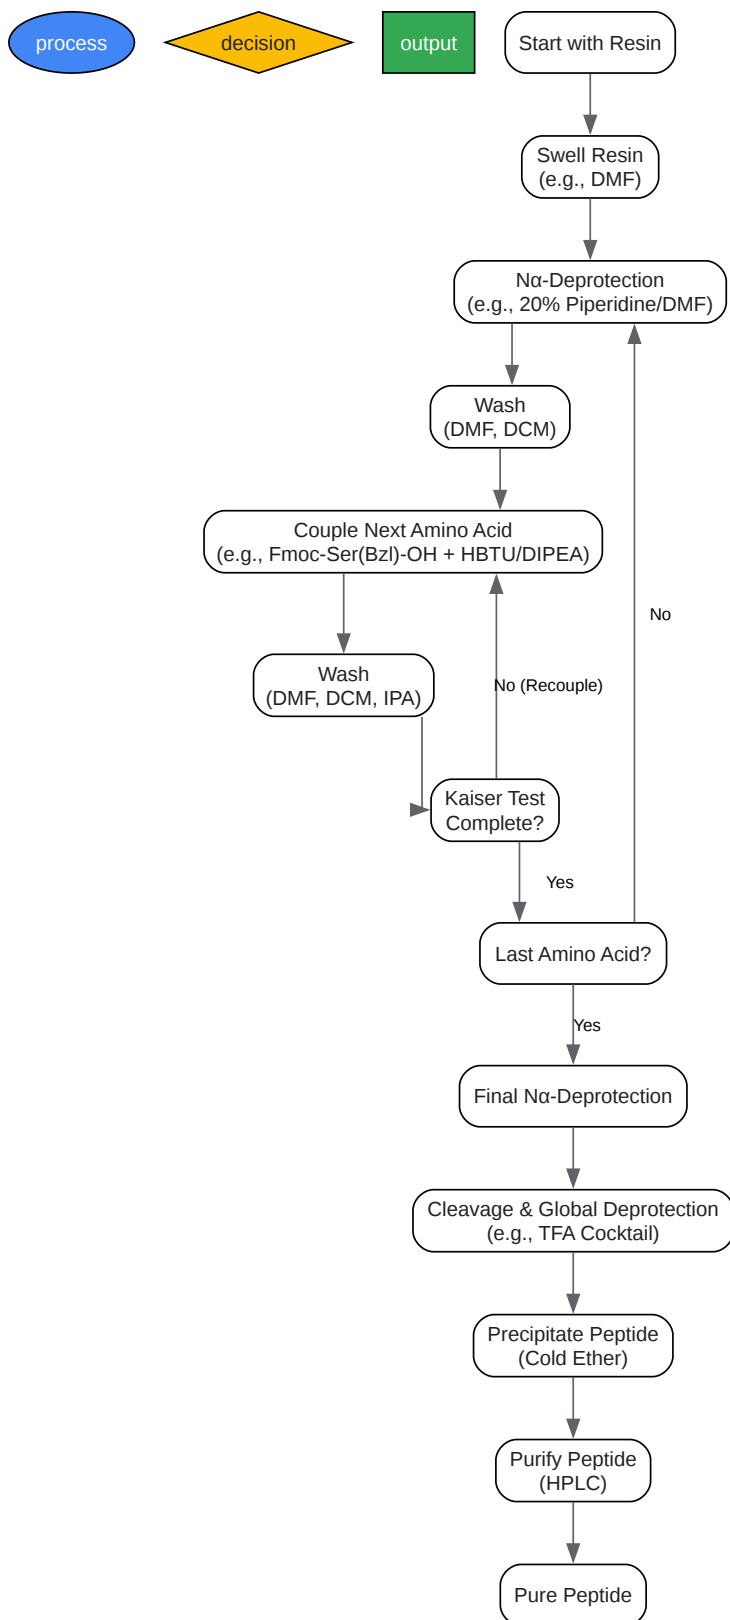 process
decision
output
Start with Resin
Swell Resin
(e.g., DMF)
Nα-Deprotection
(e.g., 20% Piperidine/DMF)
Wash
(DMF, DCM)
Couple Next Amino Acid
(e.g., Fmoc-Ser(Bzl)-OH + HBTU/DIPEA)
No
Wash
(DMF, DCM, IPA)
No (Recouple)
Kaiser Test
Complete?
Yes
Last Amino Acid?
Yes
Final Nα-Deprotection
Cleavage & Global Deprotection
(e.g., TFA Cocktail)
Precipitate Peptide
(Cold Ether)
Purify Peptide
(HPLC)
Pure Peptide